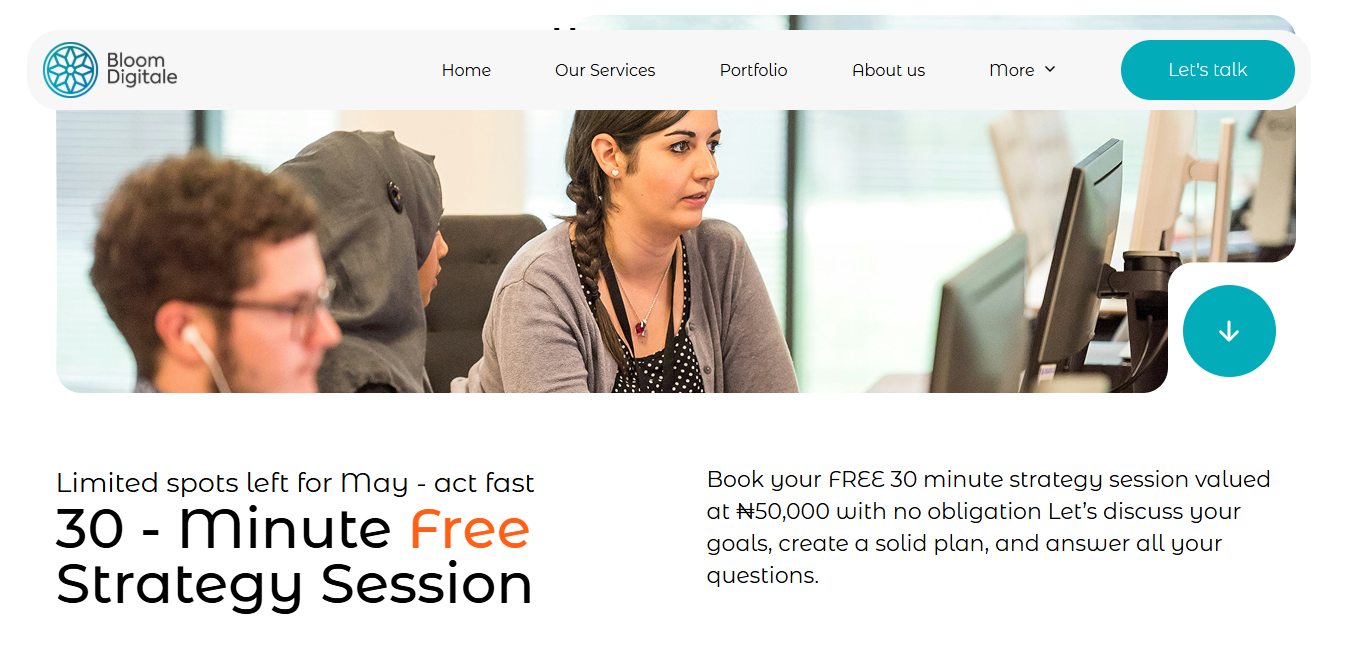 Bloom
Digitale
Home Our Services Portfolio About us More Let's talk
Limited spots left for May - act fast
30 - Minute Free
Strategy Session
Book your FREE 30 minute strategy session valued
at ₦50,000 with no obligation Let’s discuss your
goals, create a solid plan, and answer all your
questions.